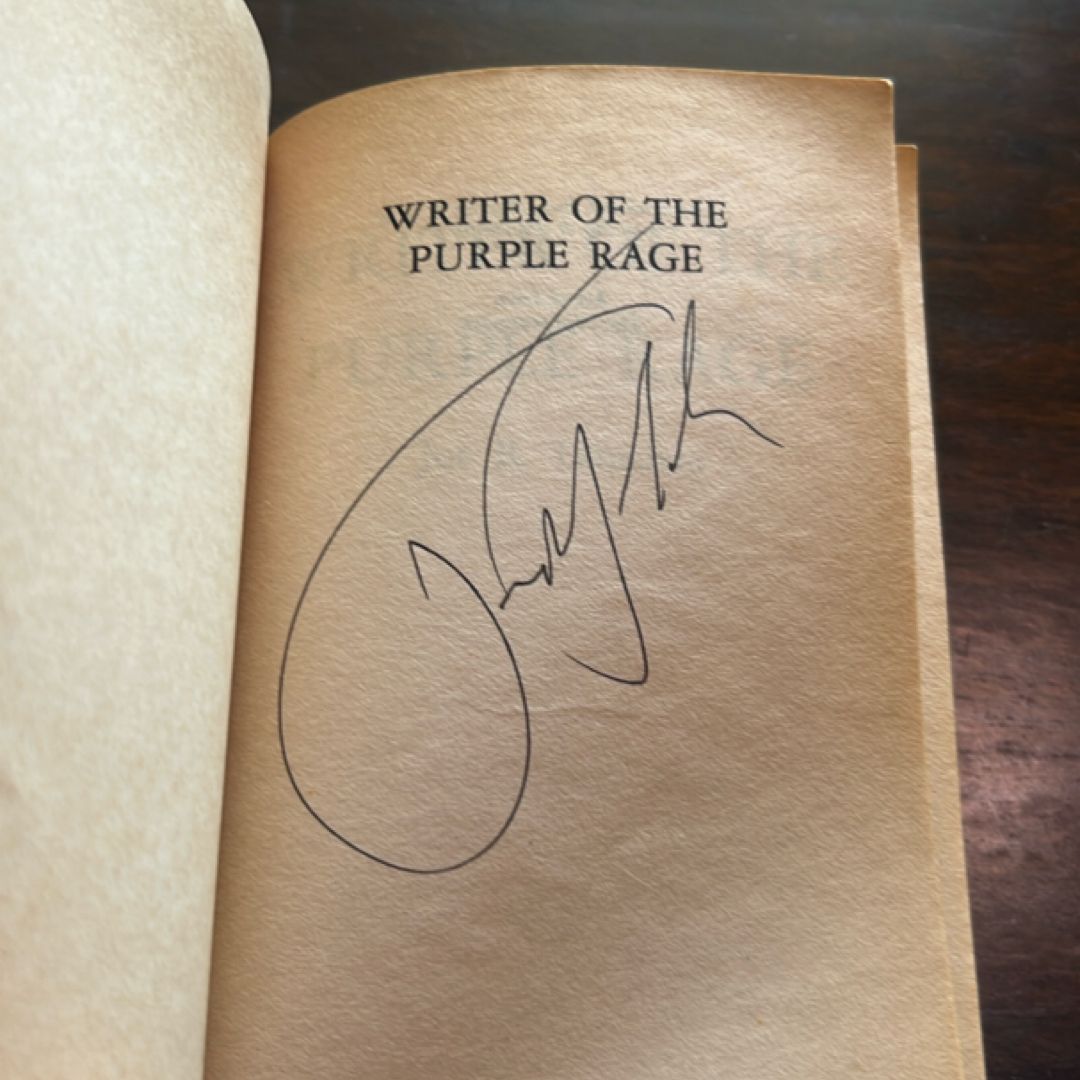 WRITER OF THE
PURPLE RAGE